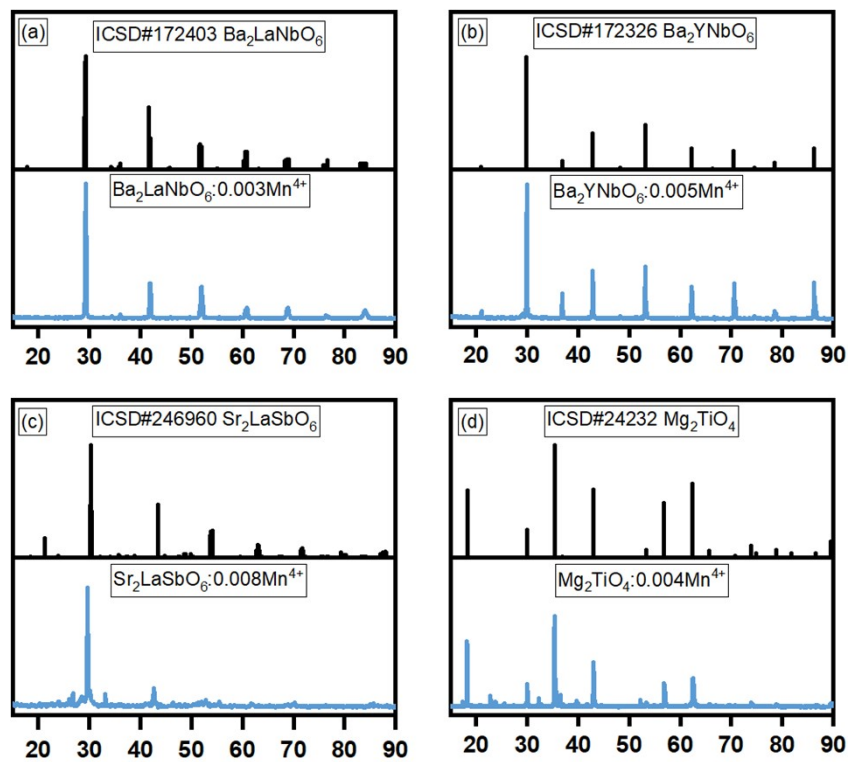 (a) ICSD#172403 Ba₂LaNbO₆
Ba₂LaNbO₆:0.003Mn⁴⁺
20 30 40 50 60 70 80 90
(b) ICSD#172326 Ba₂YNbO₆
Ba₂YNbO₆:0.005Mn⁴⁺
20 30 40 50 60 70 80 90
(c) ICSD#246960 Sr₂LaSbO₆
Sr₂LaSbO₆:0.008Mn⁴⁺
20 30 40 50 60 70 80 90
(d) ICSD#24232 Mg₂TiO₄
Mg₂TiO₄:0.004Mn⁴⁺
20 30 40 50 60 70 80 90